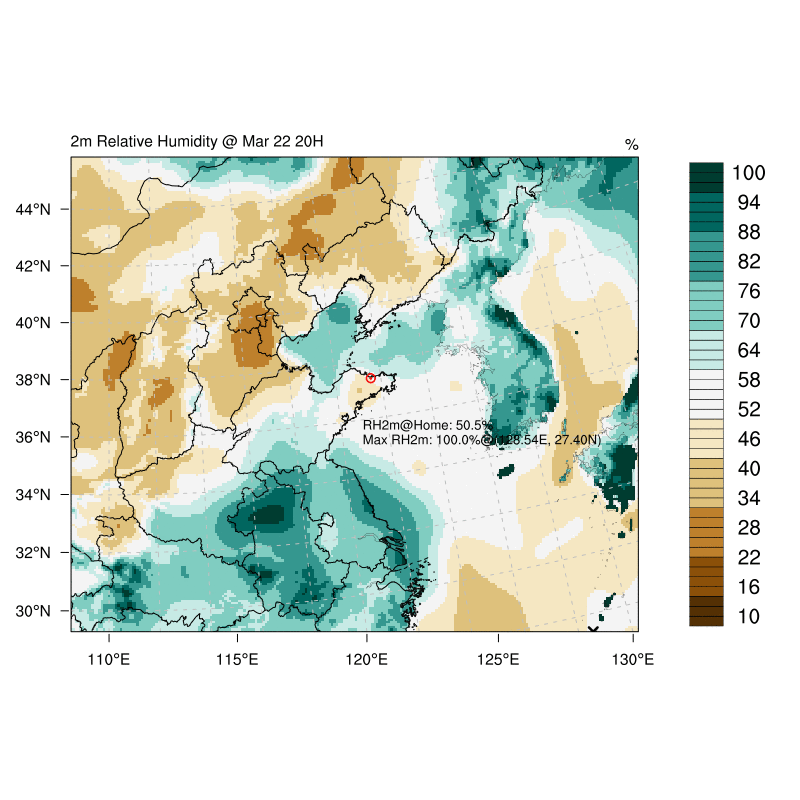 2m Relative Humidity @ Mar 22 20H
%
100
94
88
82
76
70
64
58
52
46
40
34
28
22
16
10
44°N
42°N
40°N
38°N
36°N
34°N
32°N
30°N
RH2m@Home: 50.5%
Max RH2m: 100.0%@(128.54E, 27.40N)
110°E 115°E 120°E 125°E 130°E